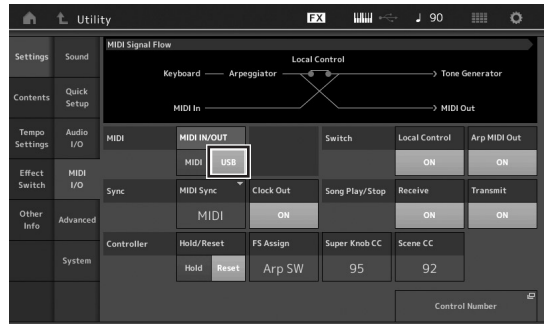 Utility FX 90
Settings Sound
MIDI Signal Flow
Local Control
Keyboard Arpeggiator Tone Generator
Contents Quick Setup
MIDI In MIDI Out
Tempo Settings Audio I/O
MIDI MIDI IN/OUT Switch Local Control Arp MIDI Out
MIDI USB ON ON
Effect Switch MIDI I/O
Sync MIDI Sync Clock Out Song Play/Stop Receive Transmit
MIDI ON ON ON
Other Info Advanced
Controller Hold/Reset FS Assign Super Knob CC Scene CC
System
Hold Reset Arp SW 95 92
Control Number